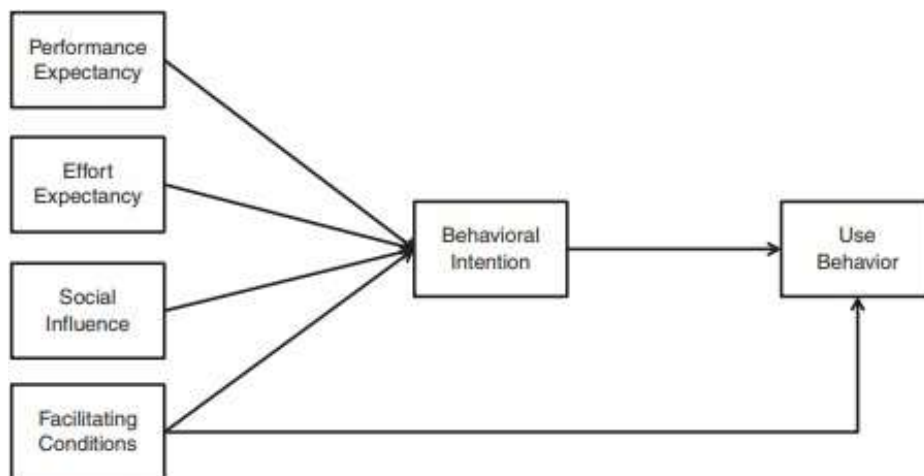 Performance
Expectancy
Effort
Expectancy
Social
Influence
Facilitating
Conditions
Behavioral
Intention
Use
Behavior